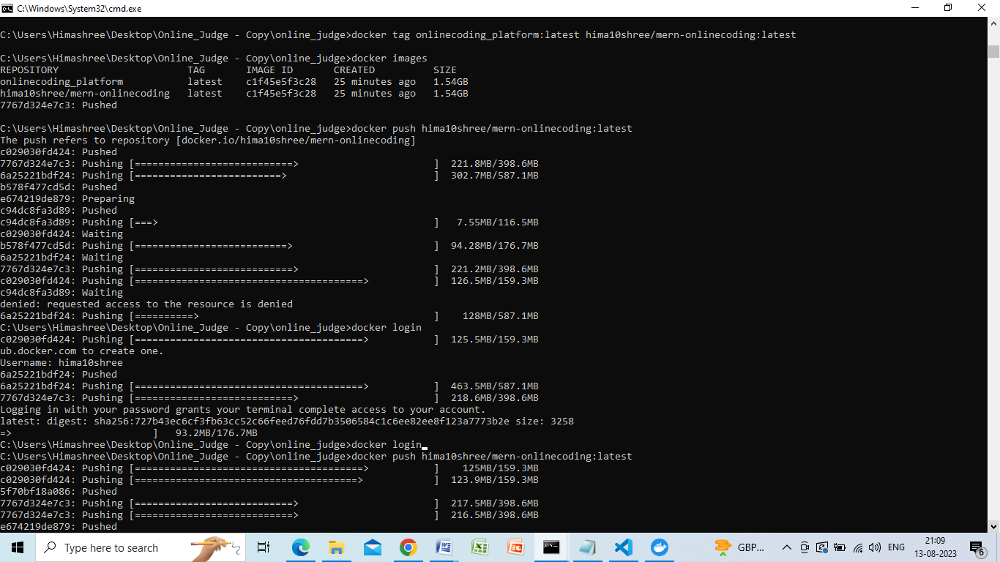 C:\Windows\System32\cmd.exe
C:\Users\Himashree\Desktop\Online_Judge - Copy\online_judge>docker tag onlinecoding_platform:latest hima10shree/mern-onlinecoding:latest
C:\Users\Himashree\Desktop\Online_Judge - Copy\online_judge>docker images
REPOSITORY                      TAG       IMAGE ID       CREATED          SIZE
onlinecoding_platform           latest    c1f45e5f3c28   25 minutes ago   1.54GB
hima10shree/mern-onlinecoding   latest    c1f45e5f3c28   25 minutes ago   1.54GB
7767d324e7c3: Pushed
C:\Users\Himashree\Desktop\Online_Judge - Copy\online_judge>docker push hima10shree/mern-onlinecoding:latest
The push refers to repository [docker.io/hima10shree/mern-onlinecoding]
c029030fd424: Pushed
7767d324e7c3: Pushing [===========================>                       ]  221.8MB/398.6MB
6a25221bdf24: Pushing [=========================>                         ]  302.7MB/587.1MB
b578f477cd5d: Pushed
e674219de879: Preparing
c94dc8fa3d89: Pushed
c94dc8fa3d89: Pushing [===>                                               ]   7.55MB/116.5MB
c029030fd424: Waiting
b578f477cd5d: Pushing [==========================>                        ]  94.28MB/176.7MB
6a25221bdf24: Waiting
7767d324e7c3: Pushing [===========================>                       ]  221.2MB/398.6MB
c029030fd424: Pushing [=======================================>           ]  126.5MB/159.3MB
c94dc8fa3d89: Waiting
denied: requested access to the resource is denied
6a25221bdf24: Pushing [==========>                                        ]    128MB/587.1MB
C:\Users\Himashree\Desktop\Online_Judge - Copy\online_judge>docker login
c029030fd424: Pushing [=======================================>           ]  125.5MB/159.3MB
ub.docker.com to create one.
Username: hima10shree
6a25221bdf24: Pushed
6a25221bdf24: Pushing [=======================================>           ]  463.5MB/587.1MB
7767d324e7c3: Pushing [===========================>                       ]  218.6MB/398.6MB
Logging in with your password grants your terminal complete access to your account.
latest: digest: sha256:727b43ec6cf3fb63cc52c66feed76fdd7b3506584c1c6ee82ee8f123a7773b2e size: 3258
=>                        ]   93.2MB/176.7MB
C:\Users\Himashree\Desktop\Online_Judge - Copy\online_judge>docker login
C:\Users\Himashree\Desktop\Online_Judge - Copy\online_judge>docker push hima10shree/mern-onlinecoding:latest
c029030fd424: Pushing [=======================================>           ]    125MB/159.3MB
c029030fd424: Pushing [======================================>            ]  123.9MB/159.3MB
5f70bf18a086: Pushed
7767d324e7c3: Pushing [===========================>                       ]  217.5MB/398.6MB
7767d324e7c3: Pushing [===========================>                       ]  216.5MB/398.6MB
e674219de879: Pushed
Type here to search
GBP...
ENG
21:09
13-08-2023
6